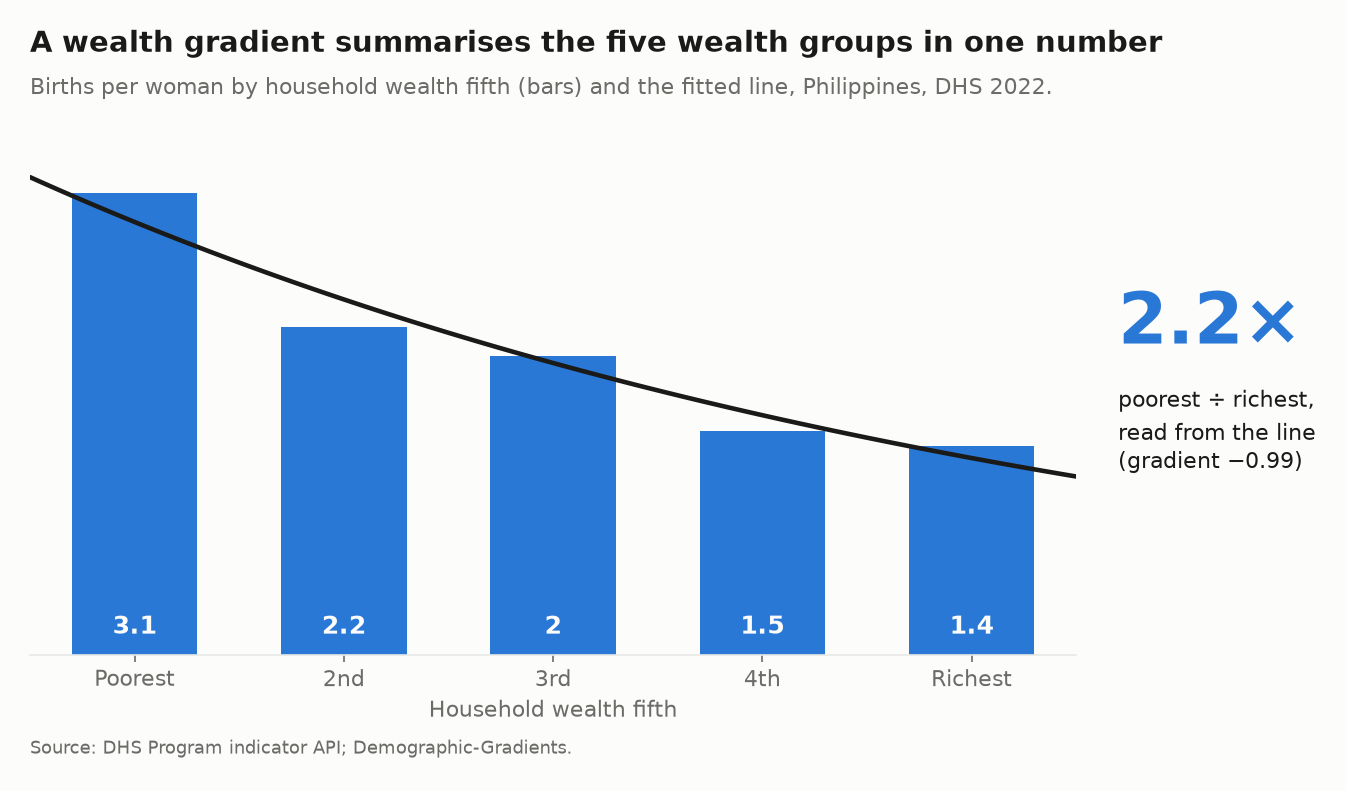 A wealth gradient summarises the five wealth groups in one number
Births per woman by household wealth fifth (bars) and the fitted line, Philippines, DHS 2022.
2.2×
poorest ÷ richest,
read from the line
(gradient −0.99)
3.1
2.2
2
1.5
1.4
Poorest
2nd
3rd
4th
Richest
Household wealth fifth
Source: DHS Program indicator API; Demographic-Gradients.